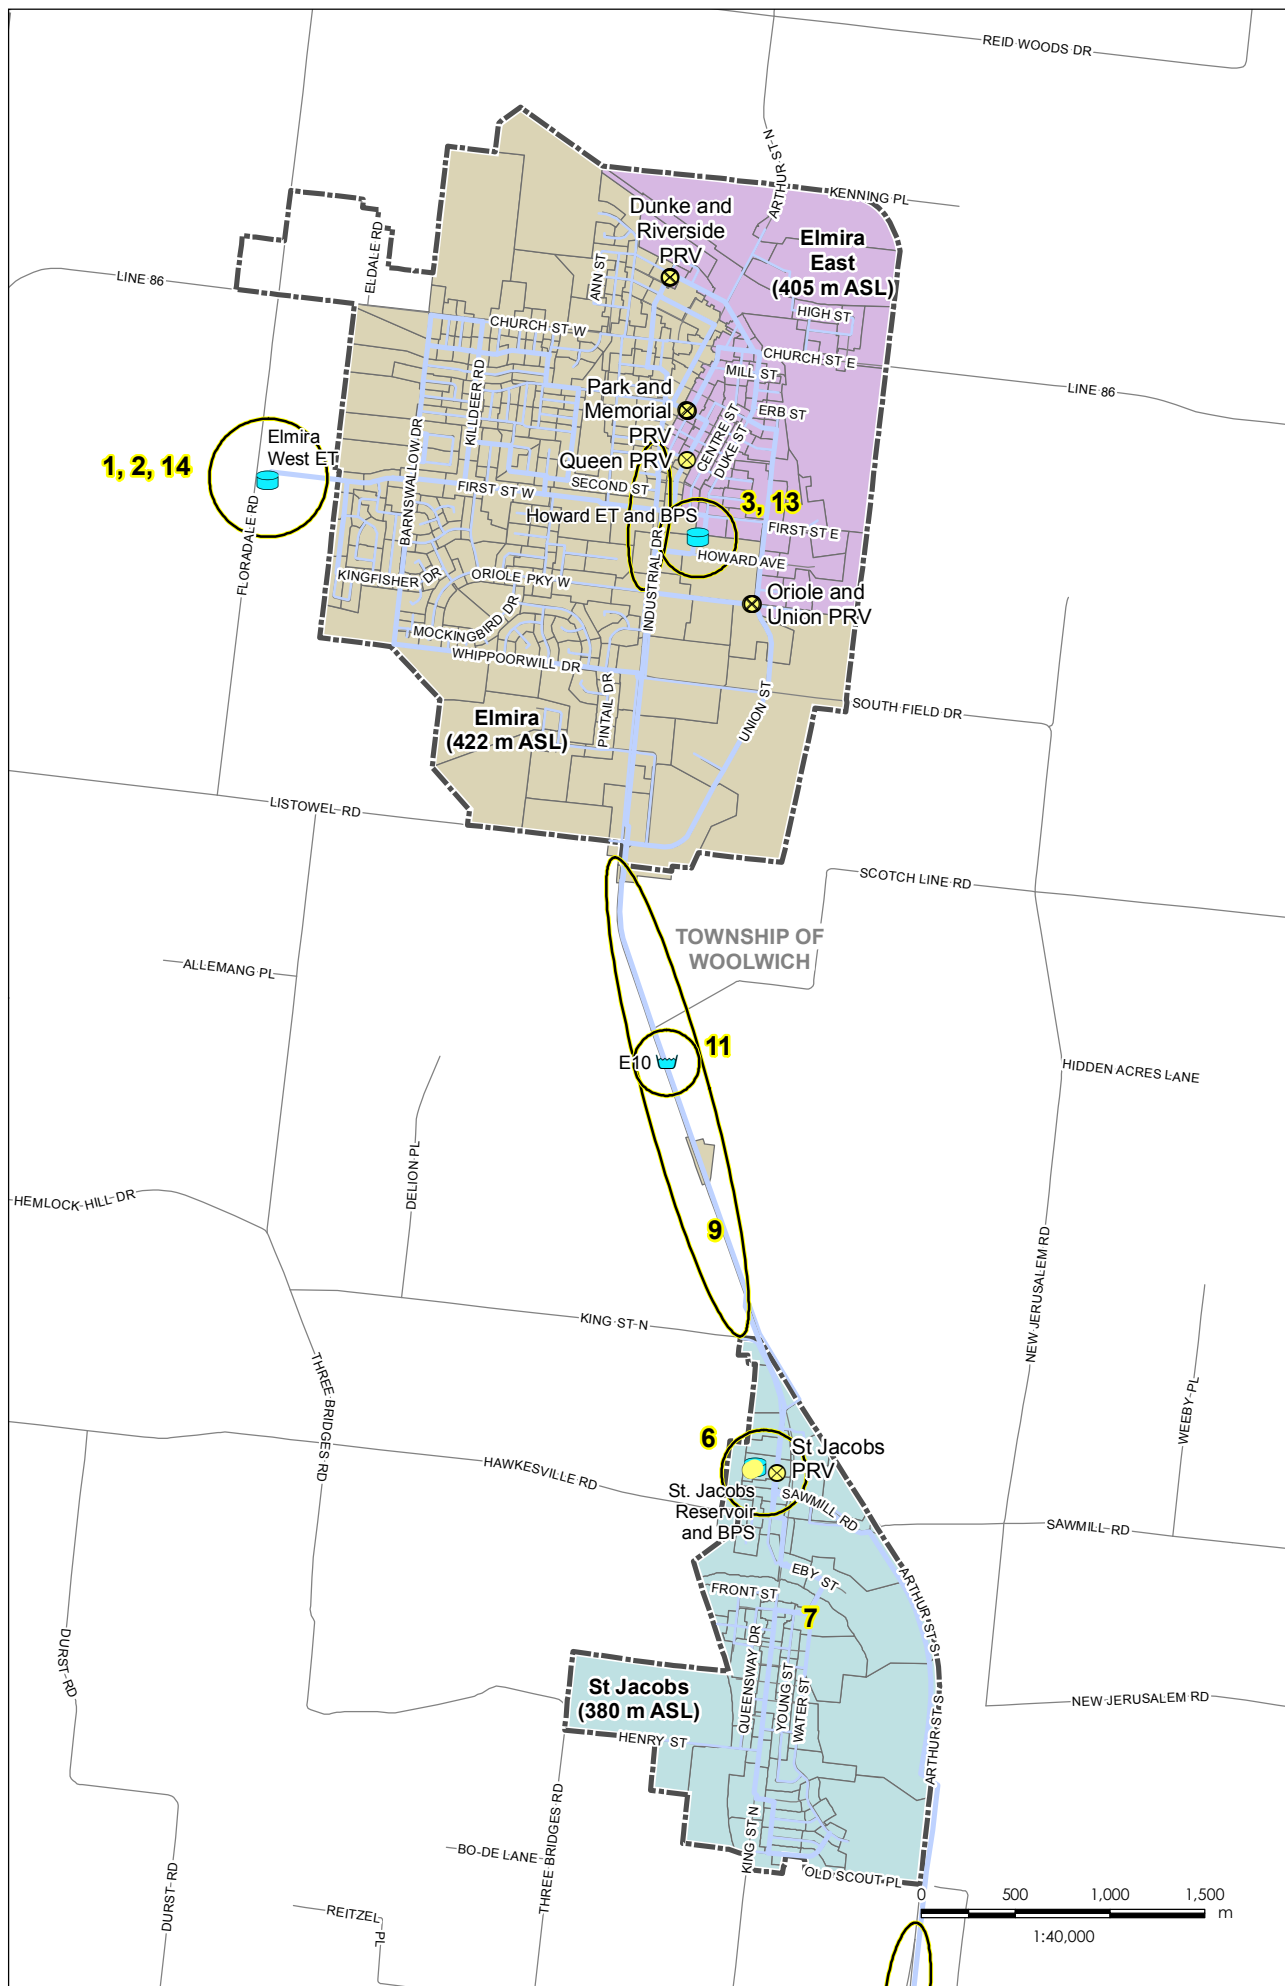 REID WOODS DR
ARTHUR ST N
KENNING PL
Dunke and
Riverside
PRV
Elmira
East
(405 m ASL)
ELDALE RD
LINE 86
ANN ST
HIGH ST
CHURCH ST W
CHURCH ST E
MILL ST
LINE 86
KILLDEER RD
Park and
Memorial
PRV
ERB ST
CENTRE ST
DUKE ST
BARNSWALLOW DR
Elmira
West ET
1, 2, 14
Queen PRV
SECOND ST
FIRST ST W
3, 13
Howard ET and BPS
FIRST ST E
FLORADALE RD
HOWARD AVE
INDUSTRIAL DR
KINGFISHER DR
ORIOLE PKY W
Oriole and
Union PRV
MOCKINGBIRD DR
WHIPPOORWILL DR
PINTAIL DR
UNION ST
SOUTH FIELD DR
Elmira
(422 m ASL)
LISTOWEL RD
SCOTCH LINE RD
TOWNSHIP OF
WOOLWICH
ALLEMANG PL
11
E10
HIDDEN ACRES LANE
DELION PL
HEMLOCK HILL DR
9
NEW JERUSALEM RD
KING ST N
THREE BRIDGES RD
WEEBY PL
6
St Jacobs
PRV
HAWKESVILLE RD
St. Jacobs
Reservoir
and BPS
SAWMILL RD
SAWMILL RD
EBY ST
FRONT ST
ARTHUR ST S
7
DURST RD
QUEENSWAY DR
YOUNG ST
WATER ST
St Jacobs
(380 m ASL)
NEW JERUSALEM RD
ARTHUR ST S
HENRY ST
THREE BRIDGES RD
KING ST N
BO-DE LANE
OLD SCOUT PL
DURST RD
REITZEL PL
0 500 1,000 1,500
m
1:40,000